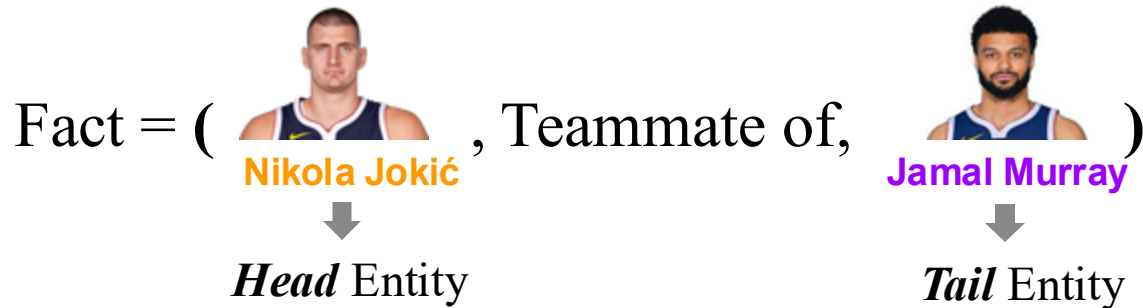 Fact = ( , Teammate of, )
Nikola Jokić Jamal Murray
Head Entity Tail Entity